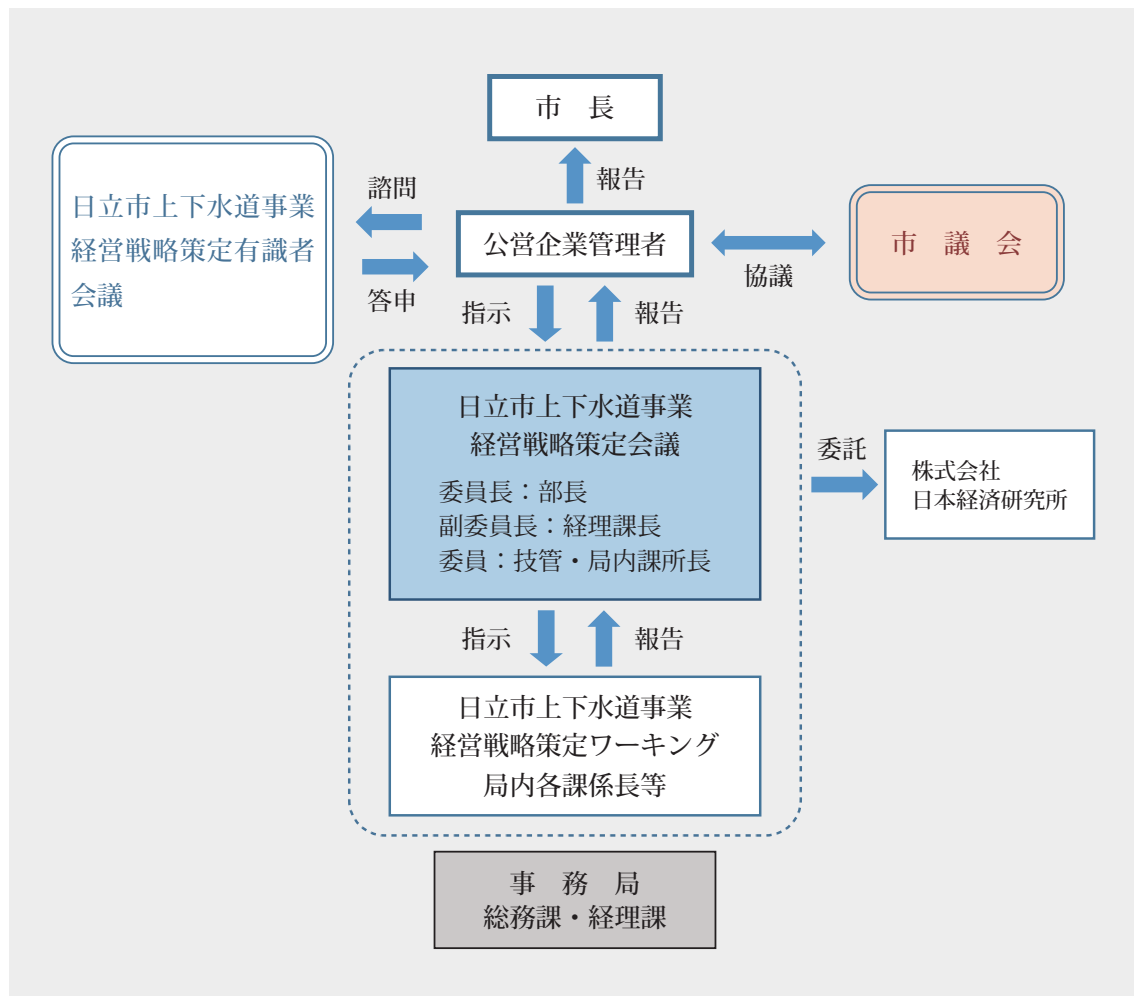 市　長
報告
日立市上下水道事業
経営戦略策定有識者
会議
諮問
答申
公営企業管理者
協議
市　議　会
指示
報告
日立市上下水道事業
経営戦略策定会議
委員長：部長
副委員長：経理課長
委員：技管・局内課所長
委託
株式会社
日本経済研究所
指示
報告
日立市上下水道事業
経営戦略策定ワーキング
局内各課係長等
事　務　局
総務課・経理課